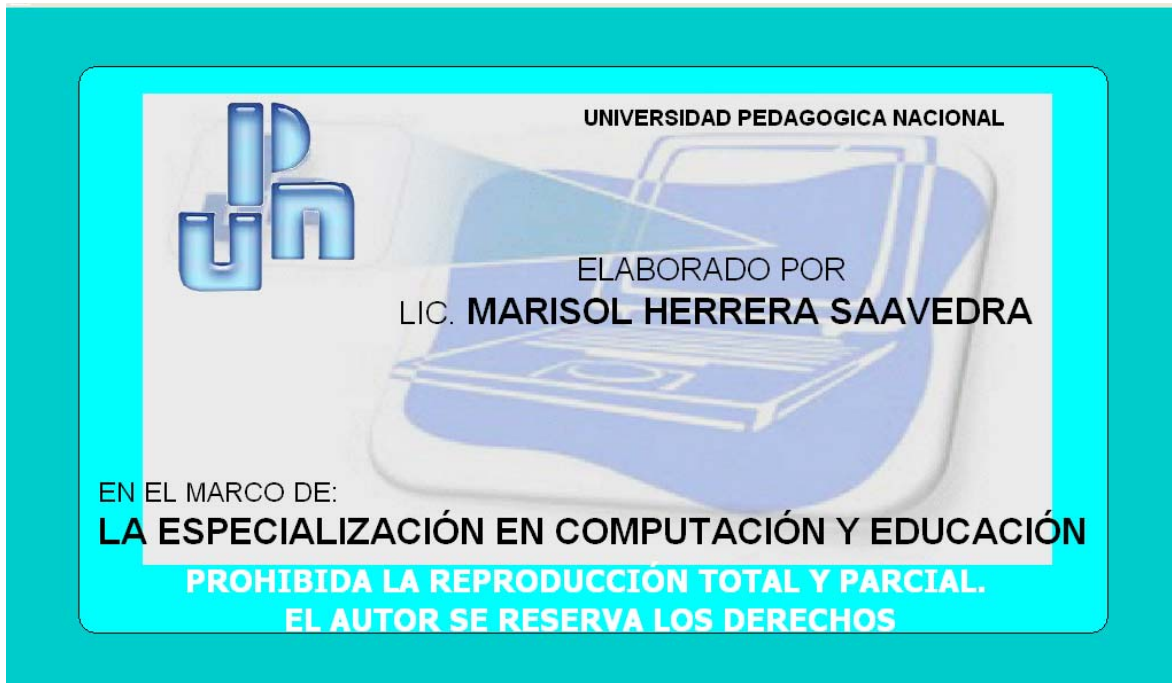 upn
UNIVERSIDAD PEDAGOGICA NACIONAL
ELABORADO POR
LIC. MARISOL HERRERA SAAVEDRA
EN EL MARCO DE:
LA ESPECIALIZACIÓN EN COMPUTACIÓN Y EDUCACIÓN
PROHIBIDA LA REPRODUCCIÓN TOTAL Y PARCIAL.
EL AUTOR SE RESERVA LOS DERECHOS